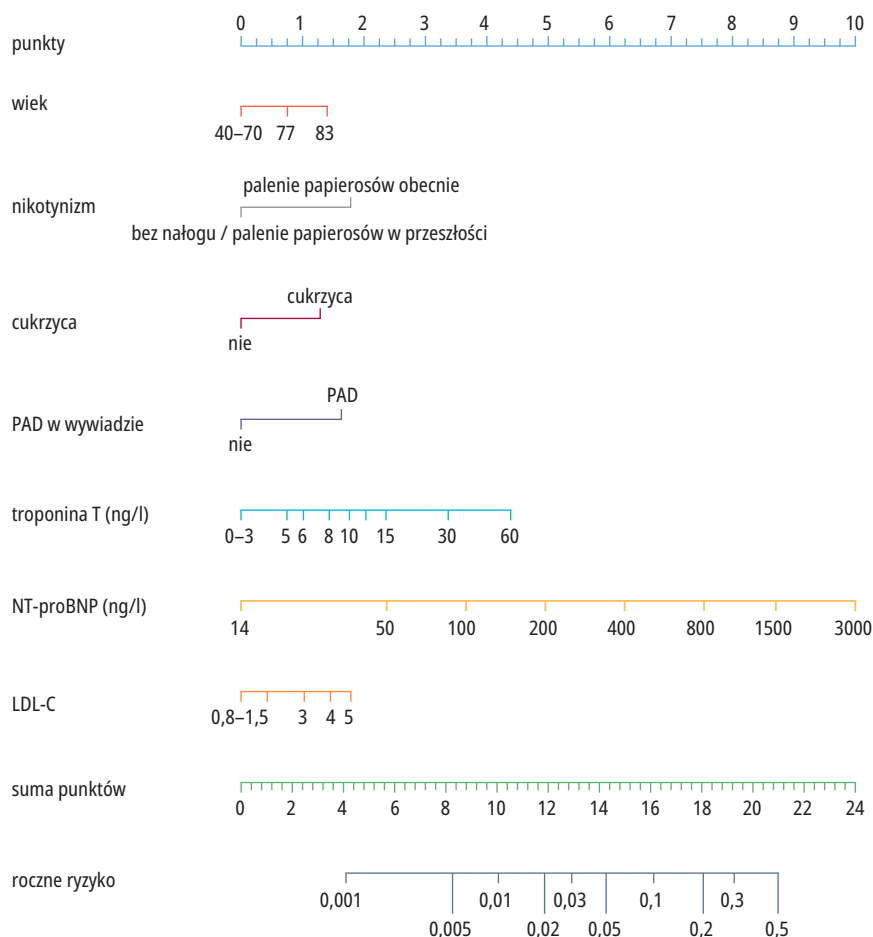 0 1 2 3 4 5 6 7 8 9 10
punkty
wiek
40–70 77 83
palenie papierosów obecnie
nikotynizm
bez nałogu / palenie papierosów w przeszłości
cukrzyca
cukrzyca
nie
PAD
PAD w wywiadzie
nie
troponina T (ng/l)
0–3 5 6 8 10 15 30 60
NT-proBNP (ng/l)
14 50 100 200 400 800 1500 3000
LDL-C
0,8–1,5 3 4 5
suma punktów
0 2 4 6 8 10 12 14 16 18 20 22 24
roczne ryzyko
0,001 0,01 0,03 0,1 0,3
0,005 0,02 0,05 0,2 0,5